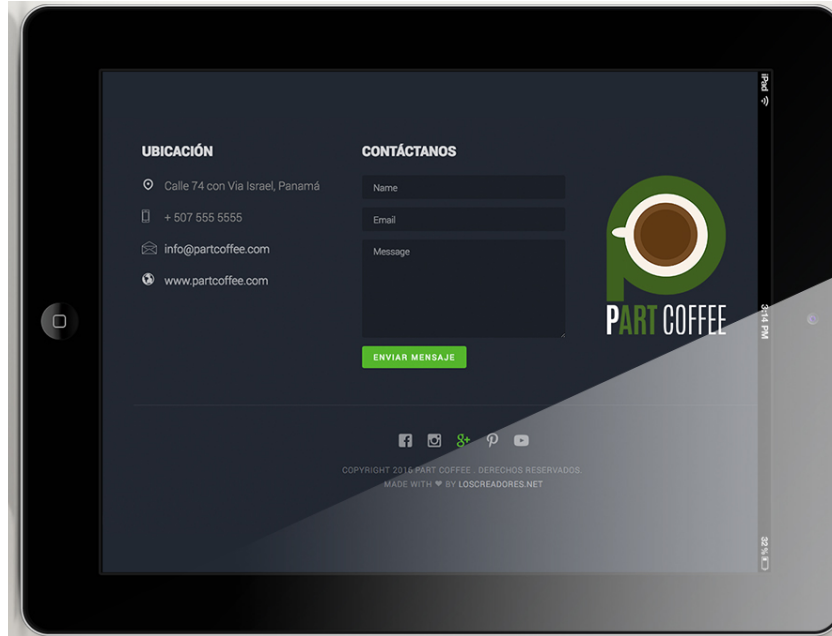 iPad
3:14 PM
32 %
UBICACIÓN
Calle 74 con Via Israel, Panamá
+ 507 555 5555
info@partcoffee.com
www.partcoffee.com
CONTÁCTANOS
Name
Email
Message
ENVIAR MENSAJE
PART COFFEE
g+
COPYRIGHT 2016 PART COFFEE . DERECHOS RESERVADOS.
MADE WITH ❤ BY LOSCREADORES.NET